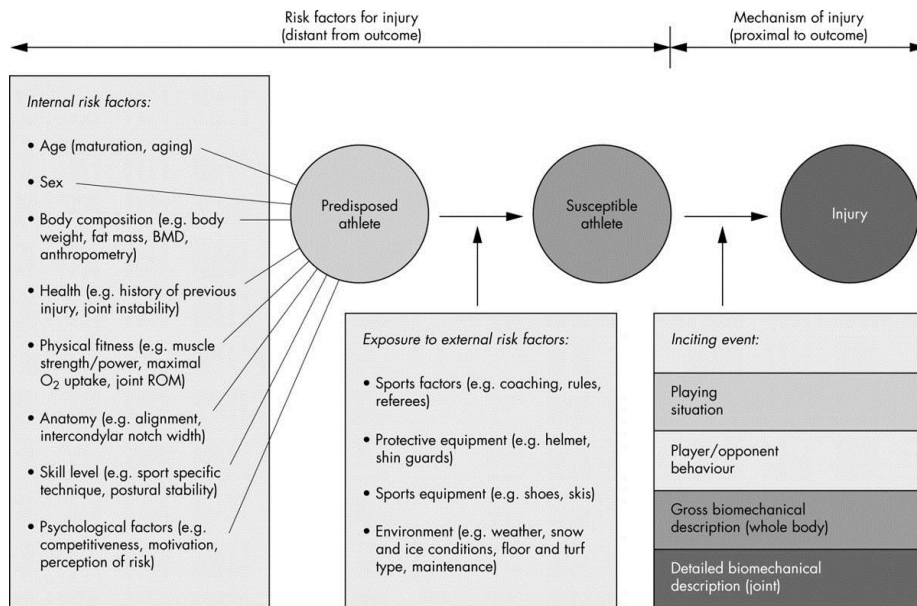 Risk factors for injury
(distant from outcome)
Mechanism of injury
(proximal to outcome)
Internal risk factors:
• Age (maturation, aging)
• Sex
• Body composition (e.g. body
weight, fat mass, BMD,
anthropometry)
• Health (e.g. history of previous
injury, joint instability)
• Physical fitness (e.g. muscle
strength/power, maximal
O₂ uptake, joint ROM)
• Anatomy (e.g. alignment,
intercondylar notch width)
• Skill level (e.g. sport specific
technique, postural stability)
• Psychological factors (e.g.
competitiveness, motivation,
perception of risk)
Predisposed
athlete
Susceptible
athlete
Injury
Exposure to external risk factors:
• Sports factors (e.g. coaching, rules,
referees)
• Protective equipment (e.g. helmet,
shin guards)
• Sports equipment (e.g. shoes, skis)
• Environment (e.g. weather, snow
and ice conditions, floor and turf
type, maintenance)
Inciting event:
Playing
situation
Player/opponent
behaviour
Gross biomechanical
description (whole body)
Detailed biomechanical
description (joint)